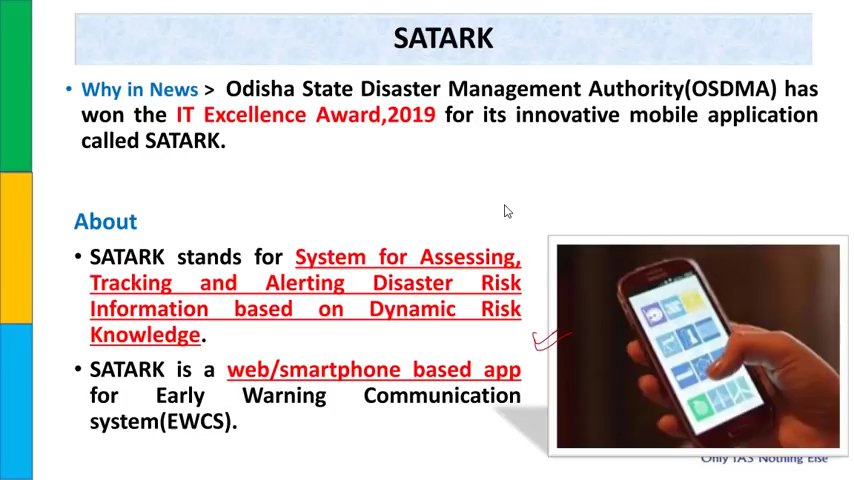 SATARK
• Why in News > Odisha State Disaster Management Authority(OSDMA) has
won the IT Excellence Award,2019 for its innovative mobile application
called SATARK.
About
• SATARK stands for System for Assessing,
Tracking and Alerting Disaster Risk
Information based on Dynamic Risk
Knowledge.
• SATARK is a web/smartphone based app
for Early Warning Communication
system(EWCS).
Only IAS Nothing Else